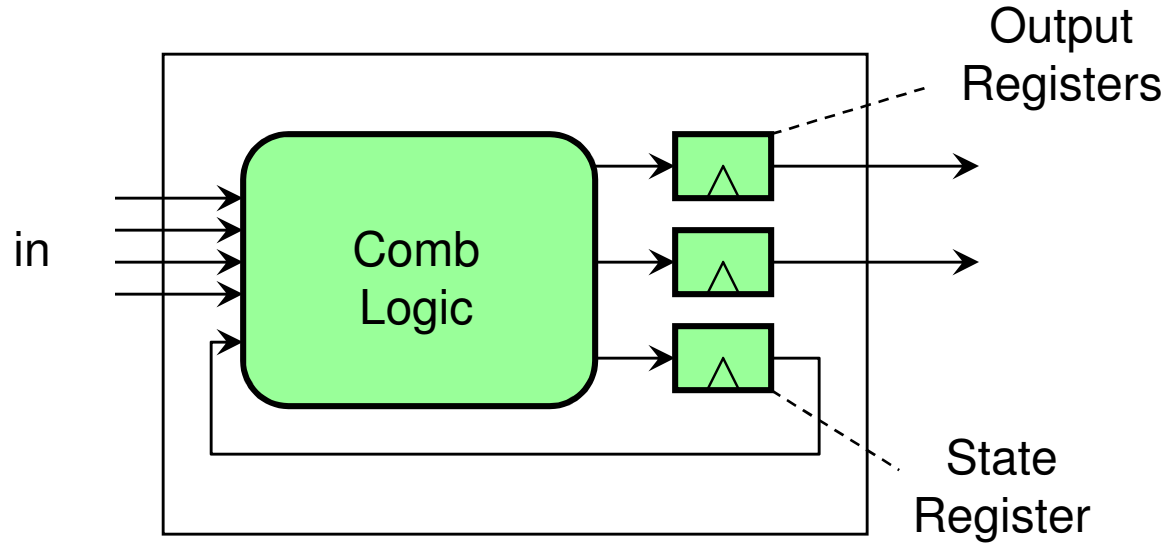 Output
Registers
in
Comb
Logic
State
Register